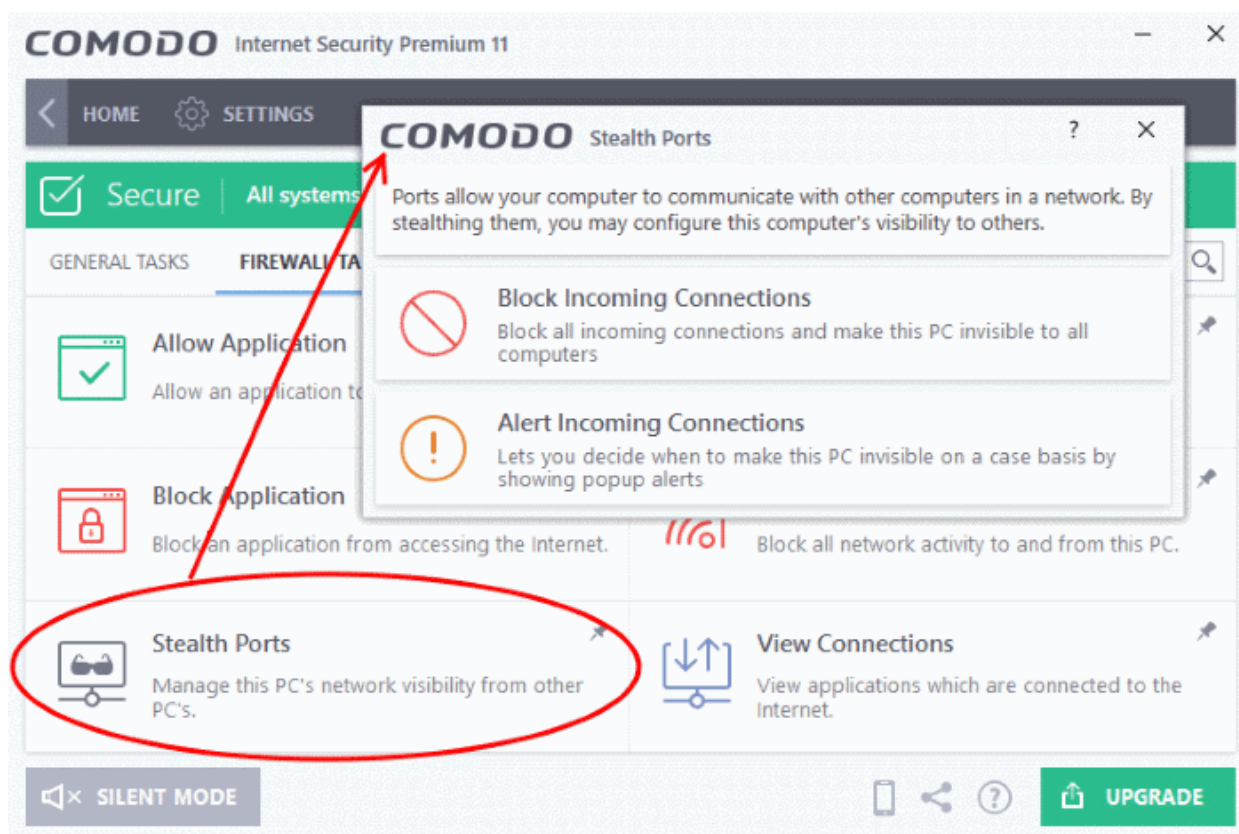 COMODO Internet Security Premium 11
HOME SETTINGS
COMODO Stealth Ports ?
Ports allow your computer to communicate with other computers in a network. By
stealthing them, you may configure this computer's visibility to others.
Block Incoming Connections
Block all incoming connections and make this PC invisible to all
computers
Alert Incoming Connections
Lets you decide when to make this PC invisible on a case basis by
showing popup alerts
Secure All systems
GENERAL TASKS FIREWALL TA
Allow Application
Allow an application to
Block Application
Block an application from accessing the Internet.
Block all network activity to and from this PC.
Stealth Ports
Manage this PC's network visibility from other
PC's.
View Connections
View applications which are connected to the
Internet.
SILENT MODE
?
UPGRADE